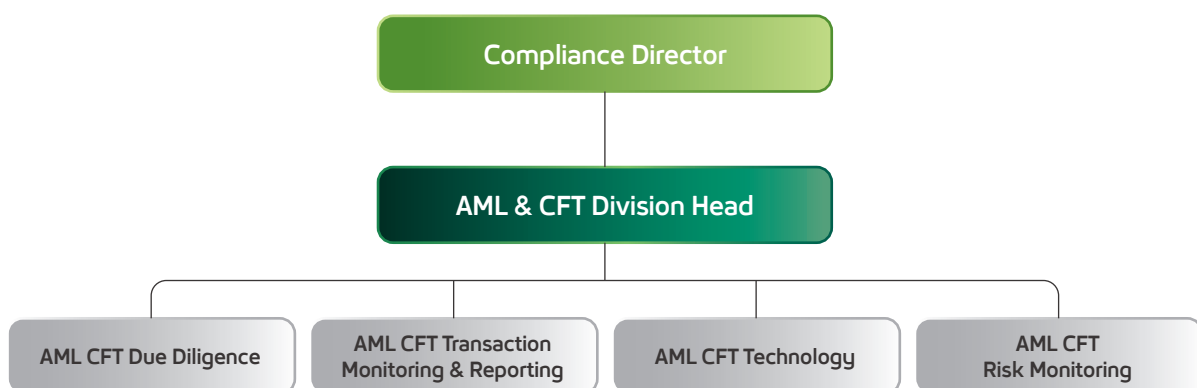 Compliance Director
AML & CFT Division Head
AML CFT Due Diligence
AML CFT Transaction
Monitoring & Reporting
AML CFT Technology
AML CFT
Risk Monitoring